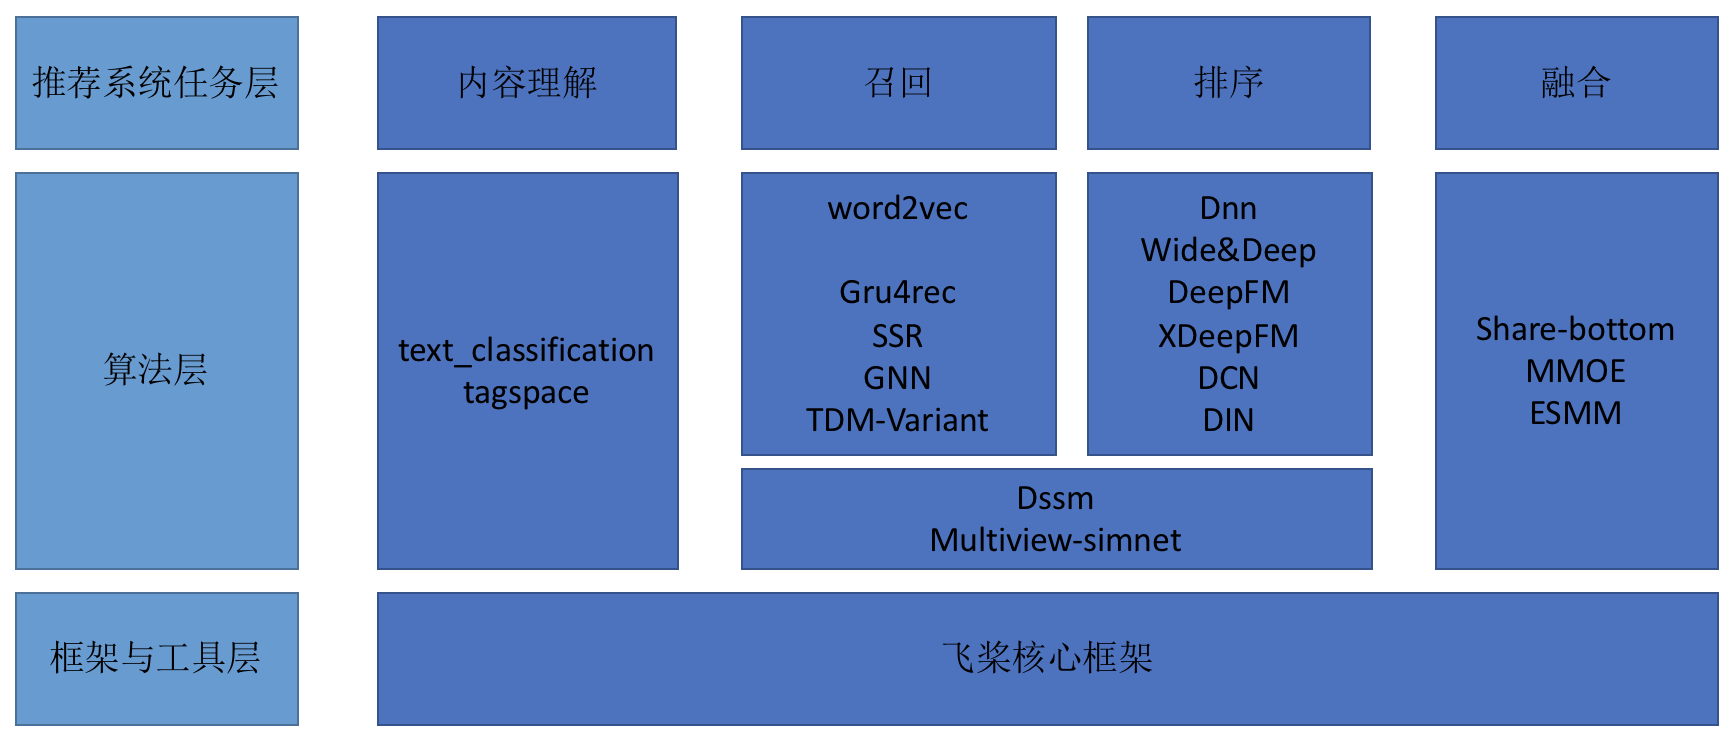 推荐系统任务层
内容理解
召回
排序
融合
算法层
text_classification
tagspace
word2vec
Gru4rec
SSR
GNN
TDM-Variant
Dnn
Wide&Deep
DeepFM
XDeepFM
DCN
DIN
Dssm
Multiview-simnet
Share-bottom
MMOE
ESMM
框架与工具层
飞桨核心框架